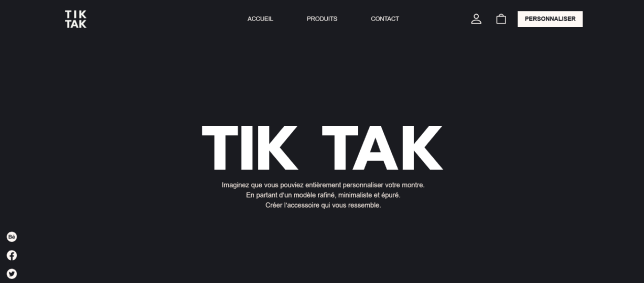 TIK
TAK
ACCUEIL
PRODUITS
CONTACT
PERSONNALISER
TIK TAK
Imaginez que vous pouviez entièrement personnaliser votre montre.
En partant d'un modèle rafiné, minimaliste et épuré.
Créer l'accessoire qui vous ressemble.
Bē